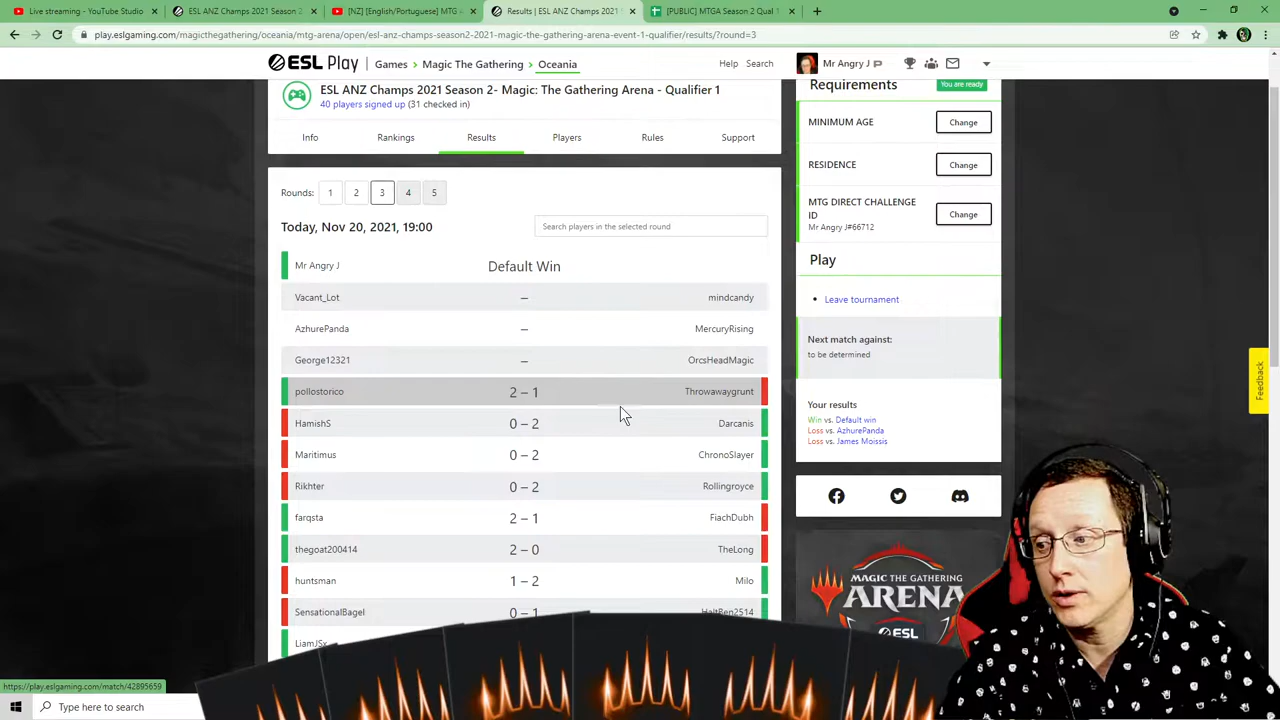 Live streaming - YouTube Studio
ESL ANZ Champs 2021 Season 2
[NZ] [English/Portuguese] MTG
Results | ESL ANZ Champs 2021
[PUBLIC] MTGA Season 2 Qual 1
play.eslgaming.com/magicthegathering/oceania/mtg-arena/open/esl-anz-champs-season2-2021-magic-the-gathering-arena-event-1-qualifier/results/?round=3
ESL Play Games > Magic The Gathering > Oceania Help Search Mr Angry J
ESL ANZ Champs 2021 Season 2- Magic: The Gathering Arena - Qualifier 1
40 players signed up (31 checked in)
Info Rankings Results Players Rules Support
Rounds: 1 2 3 4 5
Today, Nov 20, 2021, 19:00 Search players in the selected round
Mr Angry J Default Win
Vacant_Lot – mindcandy
AzhurePanda – MercuryRising
George12321 – OrcsHeadMagic
pollostorico 2 – 1 Throwawaygrunt
HamishS 0 – 2 Darcanis
Maritimus 0 – 2 ChronoSlayer
Rikhter 0 – 2 Rollingroyce
farqsta 2 – 1 FiachDubh
thegoat200414 2 – 0 TheLong
huntsman 1 – 2 Milo
SensationalBagel 0 – 1 HaltBen2514
LiamJSx
Requirements You are ready
MINIMUM AGE Change
RESIDENCE Change
MTG DIRECT CHALLENGE
ID Change
Mr Angry J#66712
Play
• Leave tournament
Next match against:
to be determined
Your results
Win vs. Default win
Loss vs. AzhurePanda
Loss vs. James Moissis
Feedback
MAGIC THE GATHERING
ARENA
ESL
https://play.eslgaming.com/match/42895659
Type here to search